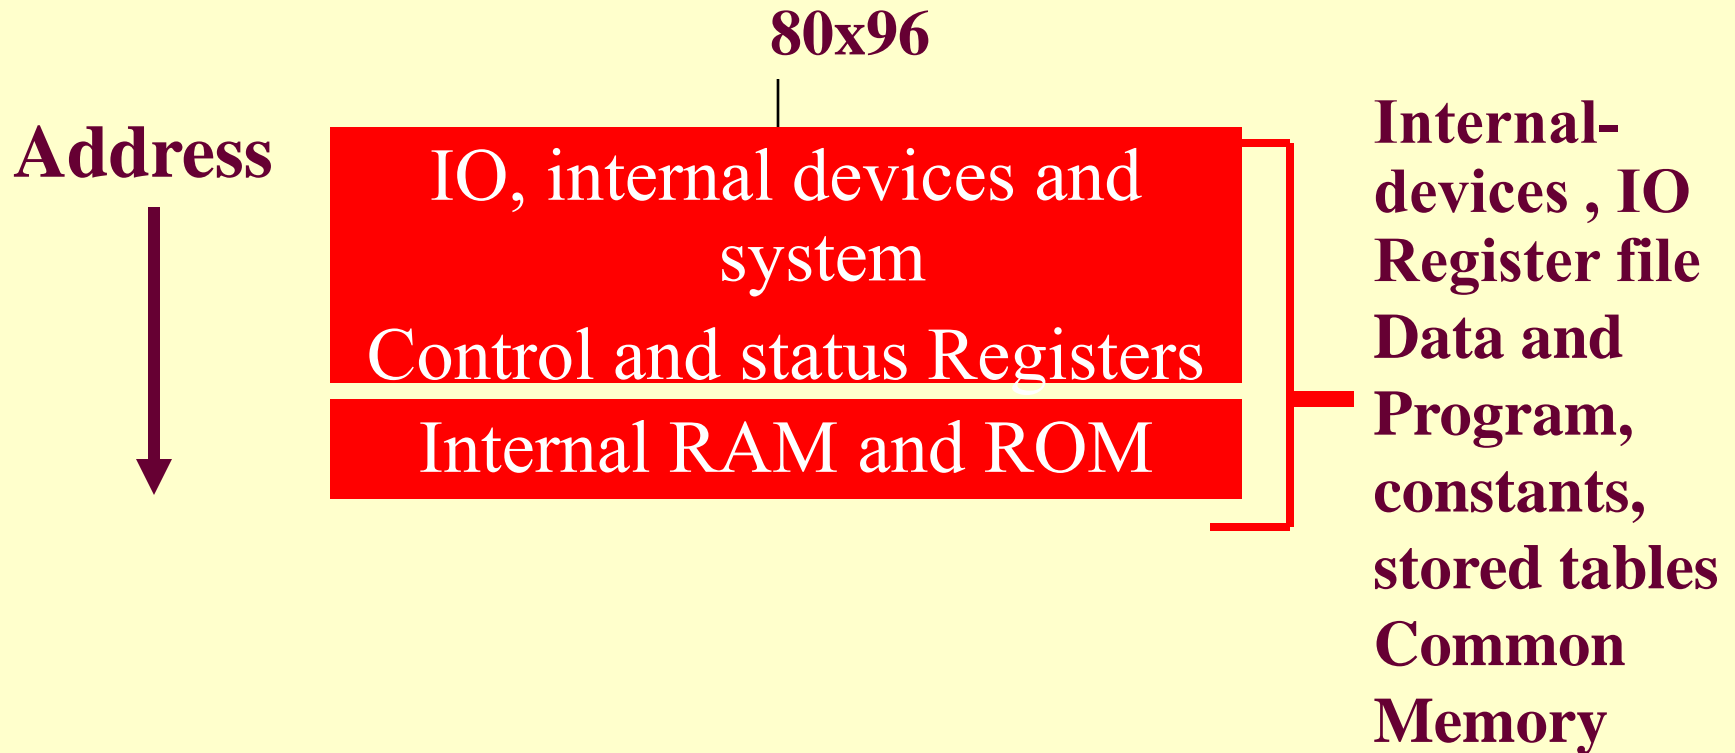 80x96
Address
IO, internal devices and
system
Control and status Registers
Internal RAM and ROM
Internal-
devices , IO
Register file
Data and
Program,
constants,
stored tables
Common
Memory